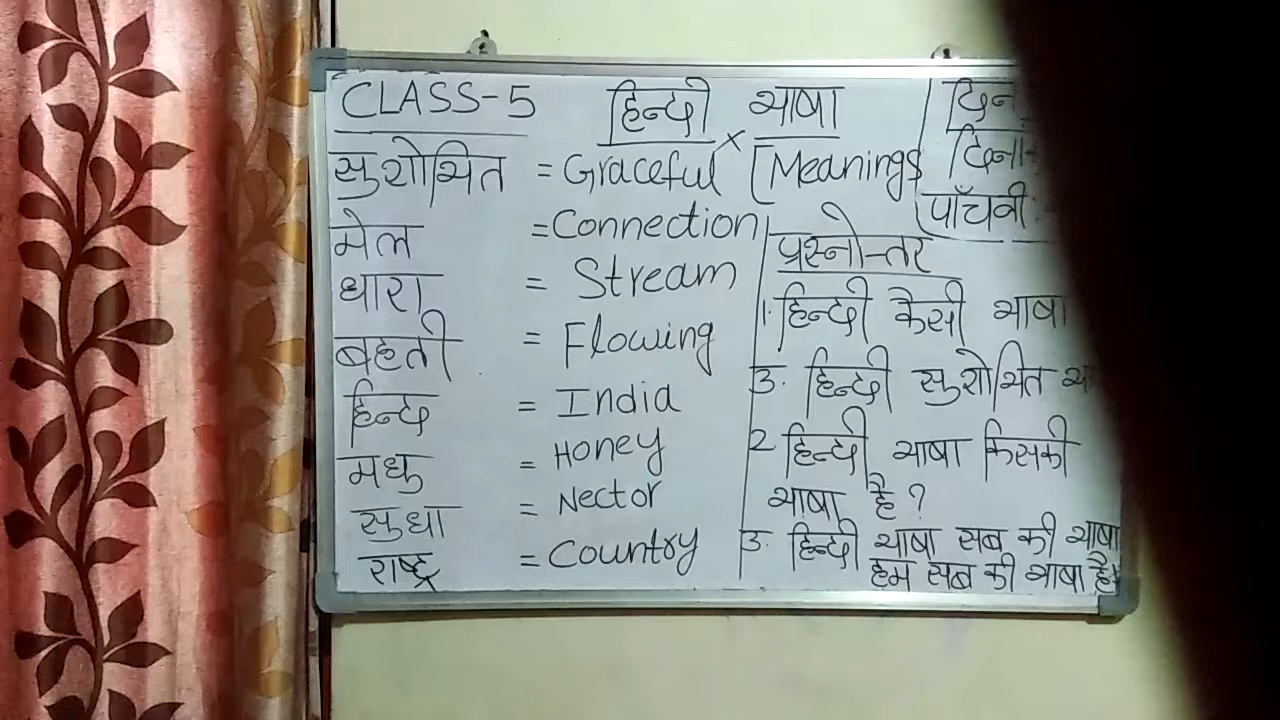 CLASS-5 हिन्दी भाषा
[Meanings
सुशोभित = Graceful
मेल = Connection
धारा = Stream
बहती = Flowing
हिन्द = India
मधु = Honey
सुधा = Nector
राष्ट्र = Country
दिन
पाँचवी
प्रश्नो-तर
1. हिन्दी कैसी भाषा
उ. हिन्दी सुशोभित
2 हिन्दी भाषा किसकी
भाषा है ?
उ. हिन्दी भाषा सब की भाषा
हम सब की भाषा है।